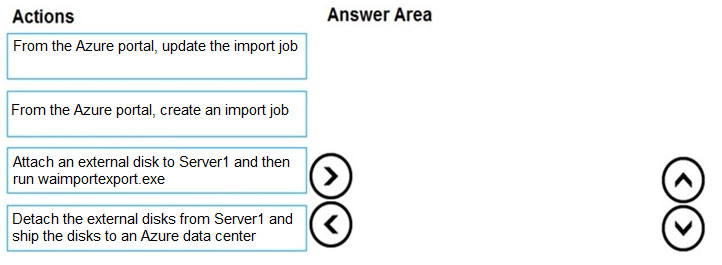 Actions
Answer Area
From the Azure portal, update the import job
From the Azure portal, create an import job
Attach an external disk to Server1 and then
run waimportexport.exe
Detach the external disks from Server1 and
ship the disks to an Azure data center